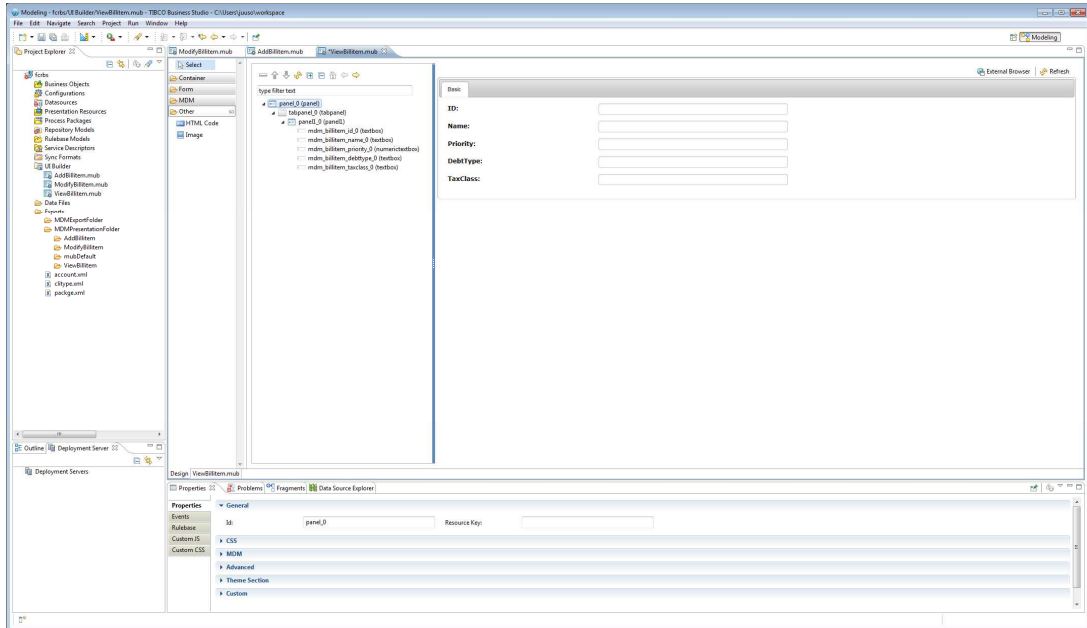 Modeling - fcrbs/UI Builder/ViewBillitem.mub - TIBCO Business Studio - C:\Users\juuso\workspace
File Edit Navigate Search Project Run Window Help
Modeling
Project Explorer
ModifyBillitem.mub
AddBillitem.mub
*ViewBillitem.mub
fcrbs
Business Objects
Configurations
Datasources
Presentation Resources
Process Packages
Repository Models
Rulebase Models
Service Descriptors
Sync Formats
UI Builder
AddBillitem.mub
ModifyBillitem.mub
ViewBillitem.mub
Data Files
Exports
MDMExportFolder
MDMPresentationFolder
AddBillitem
ModifyBillitem
mubDefault
ViewBillitem
account.xml
clitype.xml
packge.xml
Select
Container
Form
MDM
Other
HTML Code
Image
type filter text
panel_0 (panel)
tabpanel_0 (tabpanel)
panel1_0 (panel1)
mdm_billitem_id_0 (textbox)
mdm_billitem_name_0 (textbox)
mdm_billitem_priority_0 (numerictextbox)
mdm_billitem_debttype_0 (textbox)
mdm_billitem_taxclass_0 (textbox)
External Browser Refresh
Basic
ID:
Name:
Priority:
DebtType:
TaxClass:
Design ViewBillitem.mub
Outline Deployment Server
Deployment Servers
Properties Problems Fragments Data Source Explorer
Properties
Events
Rulebase
Custom JS
Custom CSS
General
Id: panel_0 Resource Key:
CSS
MDM
Advanced
Theme Section
Custom